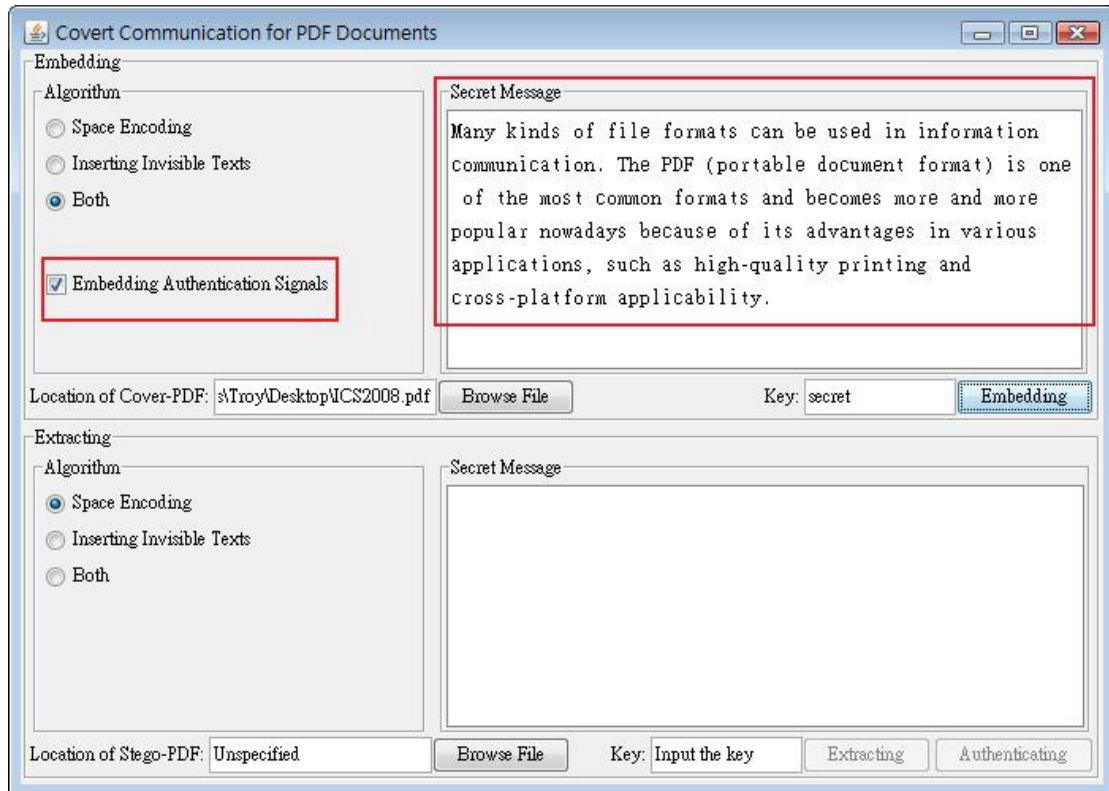 Covert Communication for PDF Documents
Embedding
Algorithm
Space Encoding
Inserting Invisible Texts
Both
Embedding Authentication Signals
Secret Message
Many kinds of file formats can be used in information
communication. The PDF (portable document format) is one
of the most common formats and becomes more and more
popular nowadays because of its advantages in various
applications, such as high-quality printing and
cross-platform applicability.
Location of Cover-PDF: s\Troy\Desktop\ICS2008.pdf Browse File Key: secret Embedding
Extracting
Algorithm
Space Encoding
Inserting Invisible Texts
Both
Secret Message
Location of Stego-PDF: Unspecified Browse File Key: Input the key Extracting Authenticating